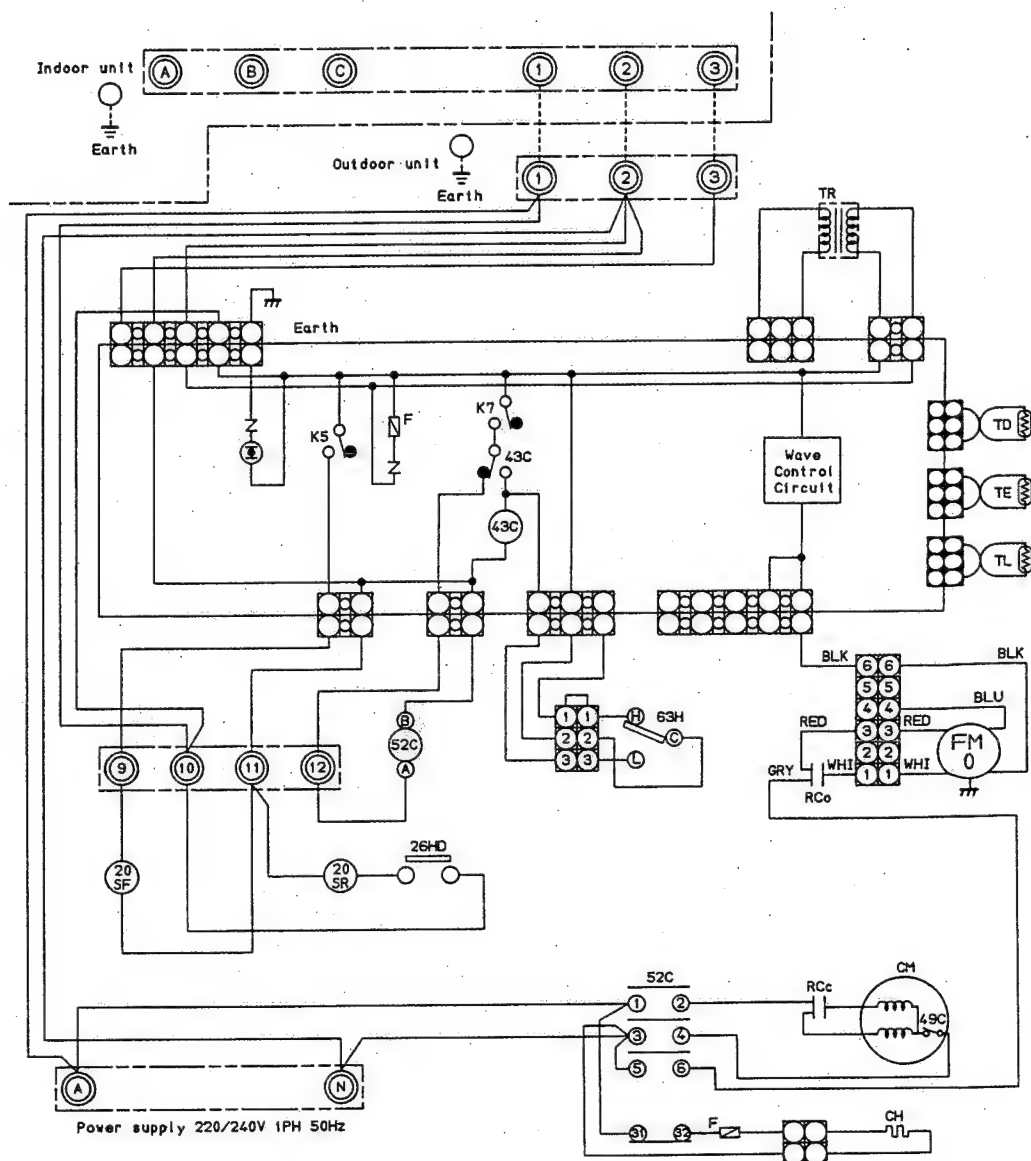 Indoor unit
A B C 1 2 3
Earth
Outdoor unit
Earth
1 2 3
TR
Earth
K5
F
K7
43C
43C
Wave
Control
Circuit
TD
TE
TL
BLK 6 6 BLK
5 5
4 4 BLU
RED 3 3 RED
2 2
GRY WHI 1 1 WHI
RCo
FM
O
B
52C
A
1 1 H 63H
2 2 C
3 3 L
9 10 11 12
20
SF
20
SR
26HD
52C
1 2
3 4
5 6
31 32 F
RCc
CM
49C
CH
A N
Power supply 220/240V 1PH 50Hz